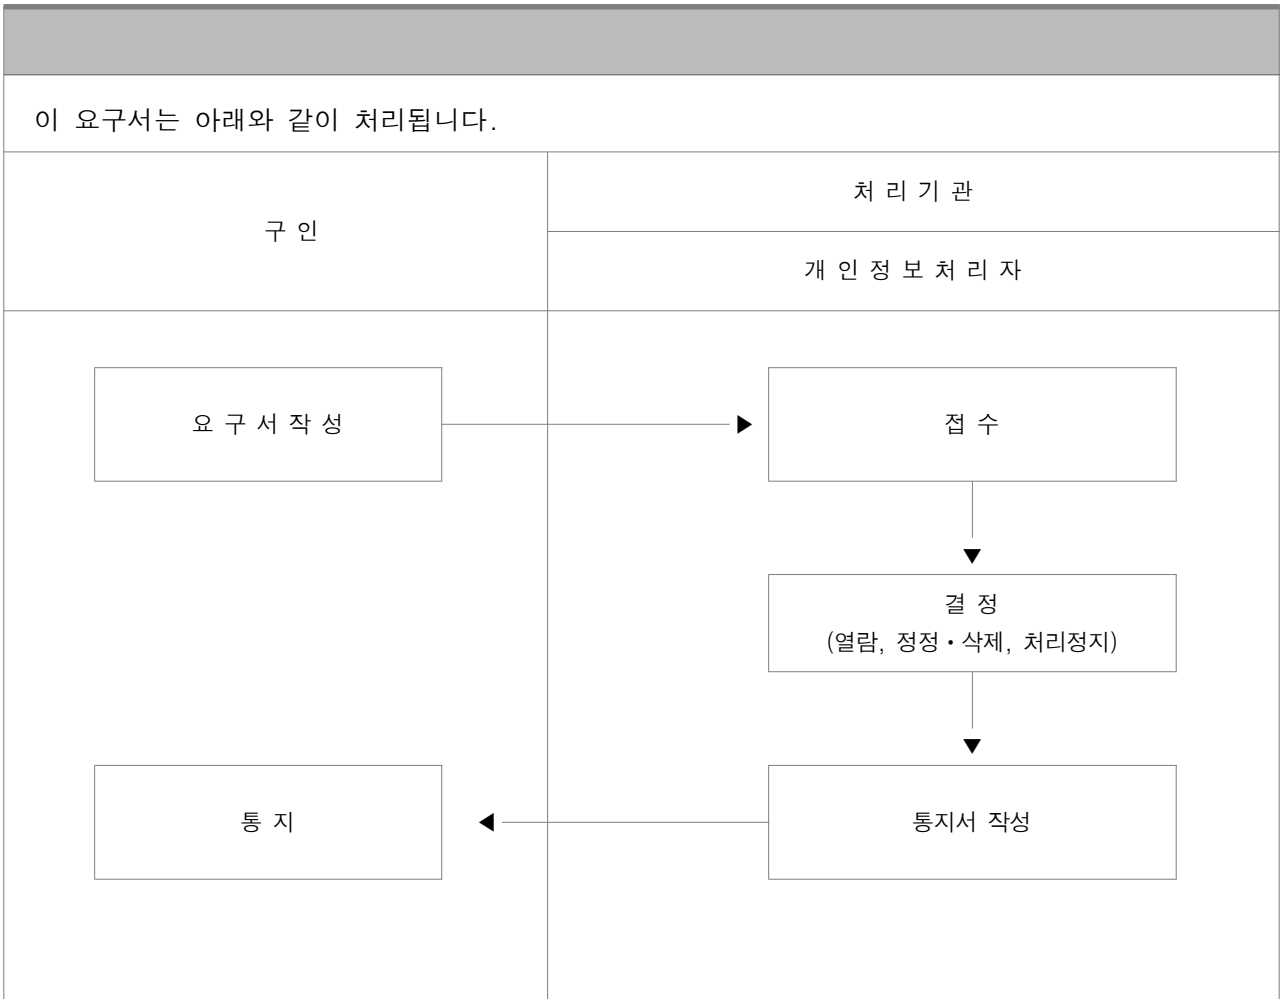 이 요구서는 아래와 같이 처리됩니다.
구 인
처 리 기 관
개 인 정 보 처 리 자
요 구 서 작 성
접 수
결 정
(열람, 정정・삭제, 처리정지)
통 지
통지서 작성